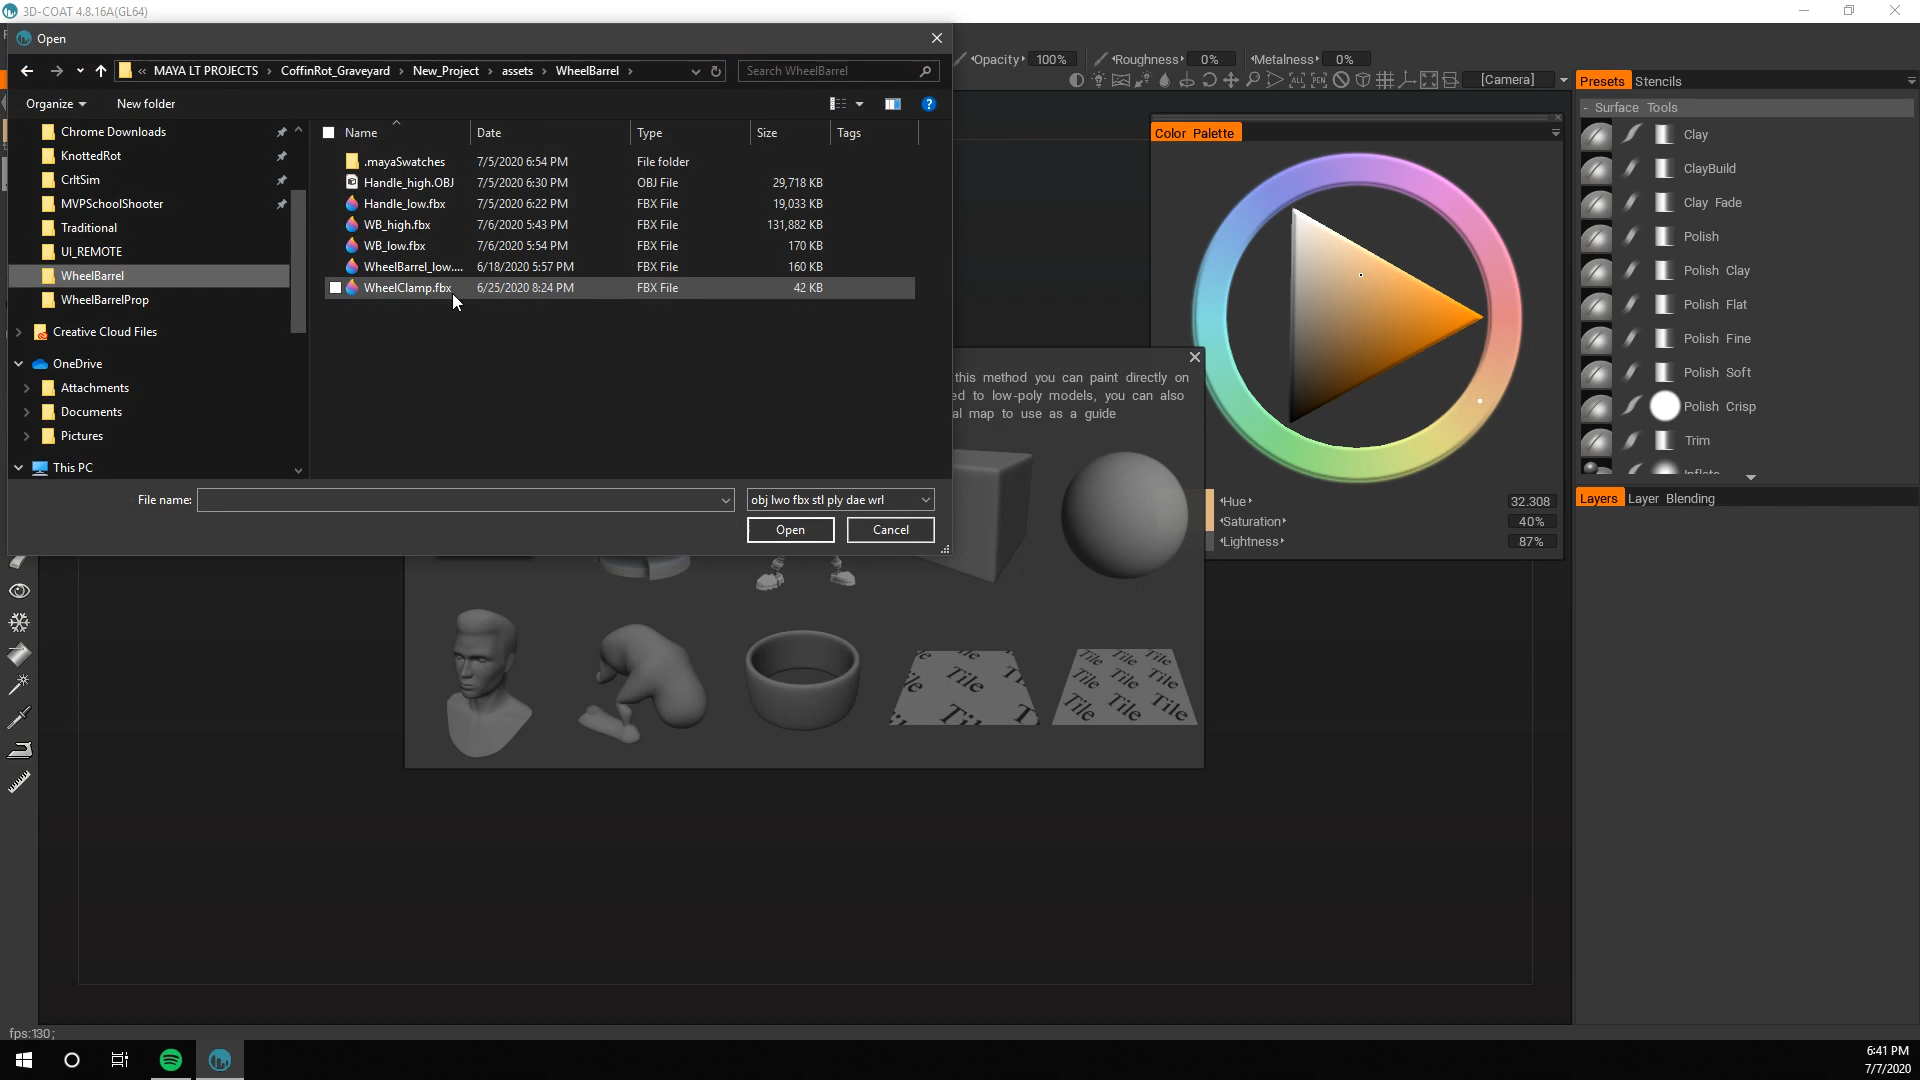 3D-COAT 4.8.16A(GL64)
Open
« MAYA LT PROJECTS › CoffinRot_Graveyard › New_Project › assets › WheelBarrel ›
Search WheelBarrel
Opacity 100% Roughness 0% Metalness 0%
[Camera]
Organize
New folder
Name Date Type Size Tags
Chrome Downloads
KnottedRot
CrltSim
MVPSchoolShooter
Traditional
UI_REMOTE
WheelBarrel
WheelBarrelProp
Creative Cloud Files
OneDrive
Attachments
Documents
Pictures
This PC
.mayaSwatches 7/5/2020 6:54 PM File folder
Handle_high.OBJ 7/5/2020 6:30 PM OBJ File 29,718 KB
Handle_low.fbx 7/5/2020 6:22 PM FBX File 19,033 KB
WB_high.fbx 7/6/2020 5:43 PM FBX File 131,882 KB
WB_low.fbx 7/6/2020 5:54 PM FBX File 170 KB
WheelBarrel_low.... 6/18/2020 5:57 PM FBX File 160 KB
WheelClamp.fbx 6/25/2020 8:24 PM FBX File 42 KB
File name:
obj lwo fbx stl ply dae wrl
Open
Cancel
this method you can paint directly on
ed to low-poly models, you can also
al map to use as a guide
Tile
Tile
Color Palette
Hue 32.308
Saturation 40%
Lightness 87%
Presets Stencils
- Surface Tools
Clay
ClayBuild
Clay Fade
Polish
Polish Clay
Polish Flat
Polish Fine
Polish Soft
Polish Crisp
Trim
Layers Layer Blending
fps:130;
6:41 PM
7/7/2020